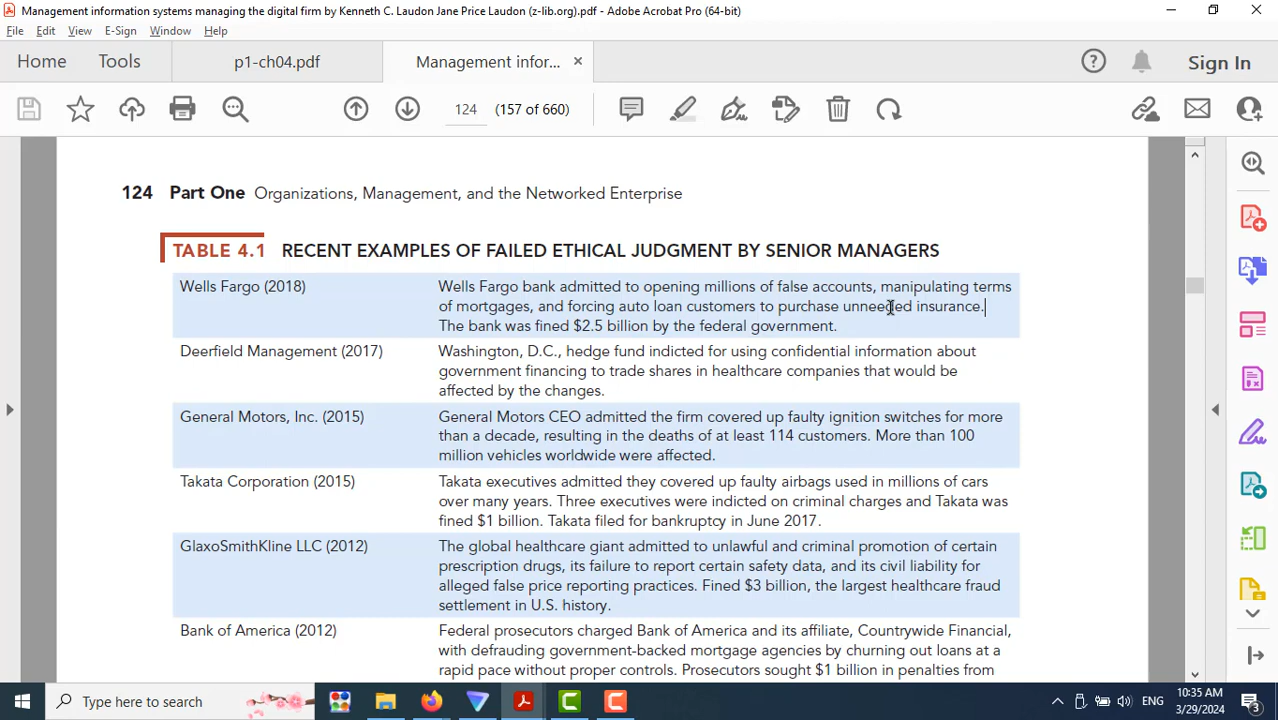 Management information systems managing the digital firm by Kenneth C. Laudon Jane Price Laudon (z-lib.org).pdf - Adobe Acrobat Pro (64-bit)
File Edit View E-Sign Window Help
Home Tools p1-ch04.pdf Management infor... Sign In
124 (157 of 660)
124 Part One Organizations, Management, and the Networked Enterprise
TABLE 4.1 RECENT EXAMPLES OF FAILED ETHICAL JUDGMENT BY SENIOR MANAGERS
Wells Fargo (2018) Wells Fargo bank admitted to opening millions of false accounts, manipulating terms
of mortgages, and forcing auto loan customers to purchase unneeded insurance.
The bank was fined $2.5 billion by the federal government.
Deerfield Management (2017) Washington, D.C., hedge fund indicted for using confidential information about
government financing to trade shares in healthcare companies that would be
affected by the changes.
General Motors, Inc. (2015) General Motors CEO admitted the firm covered up faulty ignition switches for more
than a decade, resulting in the deaths of at least 114 customers. More than 100
million vehicles worldwide were affected.
Takata Corporation (2015) Takata executives admitted they covered up faulty airbags used in millions of cars
over many years. Three executives were indicted on criminal charges and Takata was
fined $1 billion. Takata filed for bankruptcy in June 2017.
GlaxoSmithKline LLC (2012) The global healthcare giant admitted to unlawful and criminal promotion of certain
prescription drugs, its failure to report certain safety data, and its civil liability for
alleged false price reporting practices. Fined $3 billion, the largest healthcare fraud
settlement in U.S. history.
Bank of America (2012) Federal prosecutors charged Bank of America and its affiliate, Countrywide Financial,
with defrauding government-backed mortgage agencies by churning out loans at a
rapid pace without proper controls. Prosecutors sought $1 billion in penalties from
Type here to search ENG 10:35 AM
3/29/2024 3